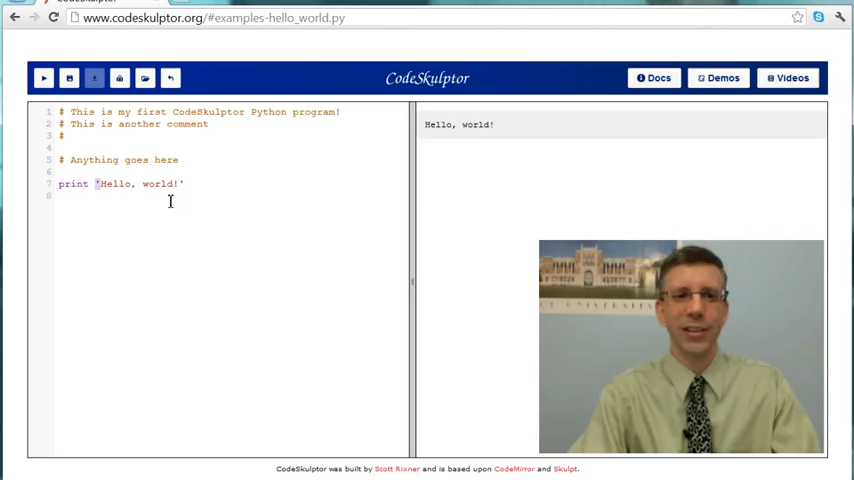 www.codeskulptor.org/#examples-hello_world.py
CodeSkulptor
Docs
Demos
Videos
1 # This is my first CodeSkulptor Python program!
2 # This is another comment
3 #
4
5 # Anything goes here
6
7 print 'Hello, world!'
8
Hello, world!
CodeSkulptor was built by Scott Rixner and is based upon CodeMirror and Skulpt.